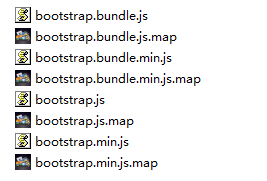 bootstrap.bundle.js
bootstrap.bundle.js.map
bootstrap.bundle.min.js
bootstrap.bundle.min.js.map
bootstrap.js
bootstrap.js.map
bootstrap.min.js
bootstrap.min.js.map